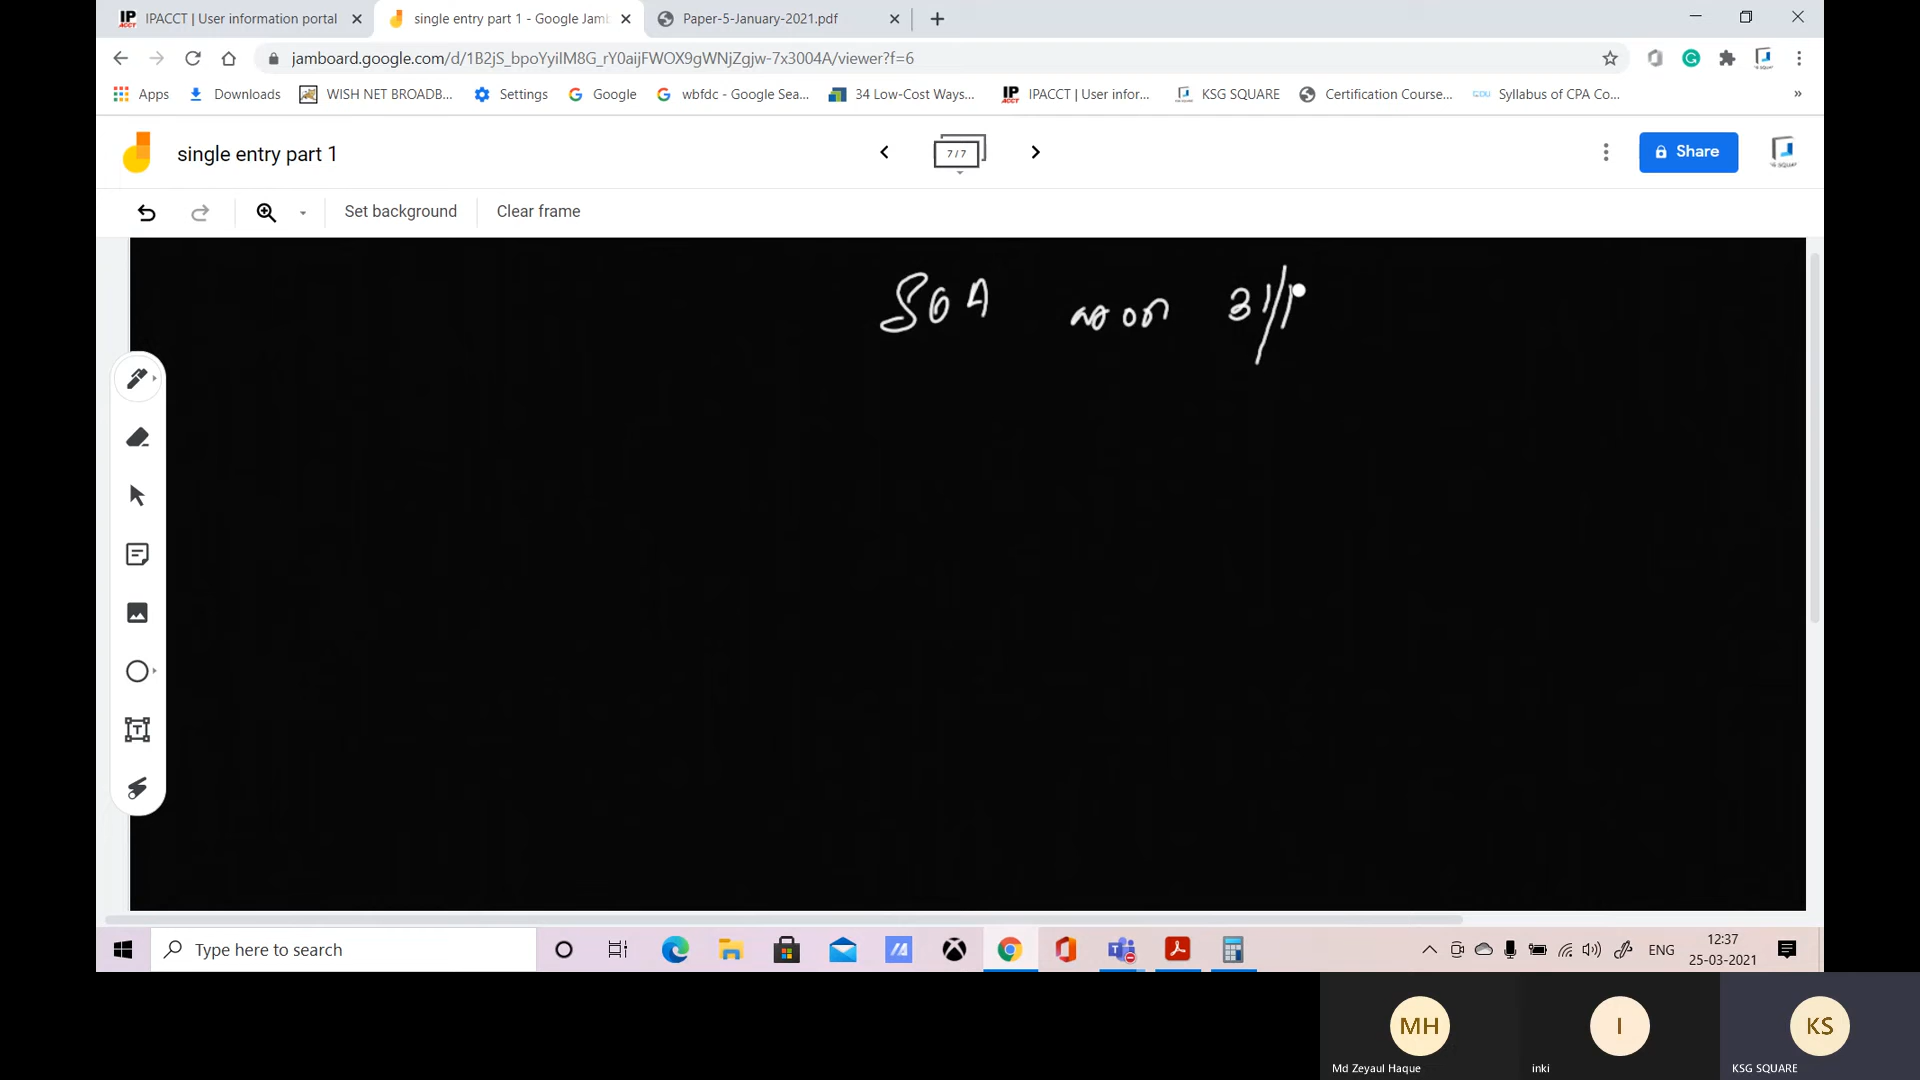 IPACCT | User information portal
single entry part 1 - Google Jamb
Paper-5-January-2021.pdf
jamboard.google.com/d/1B2jS_bpoYyiIM8G_rY0aijFWOX9gWNjZgjw-7x3004A/viewer?f=6
Apps Downloads WISH NET BROADB... Settings Google wbfdc - Google Sea... 34 Low-Cost Ways... IPACCT | User infor... KSG SQUARE Certification Course... Syllabus of CPA Co... »
single entry part 1
7/7
Share
Set background Clear frame
SOA as on 31/1
Type here to search
ENG
12:37
25-03-2021
MH I KS
Md Zeyaul Haque inki KSG SQUARE